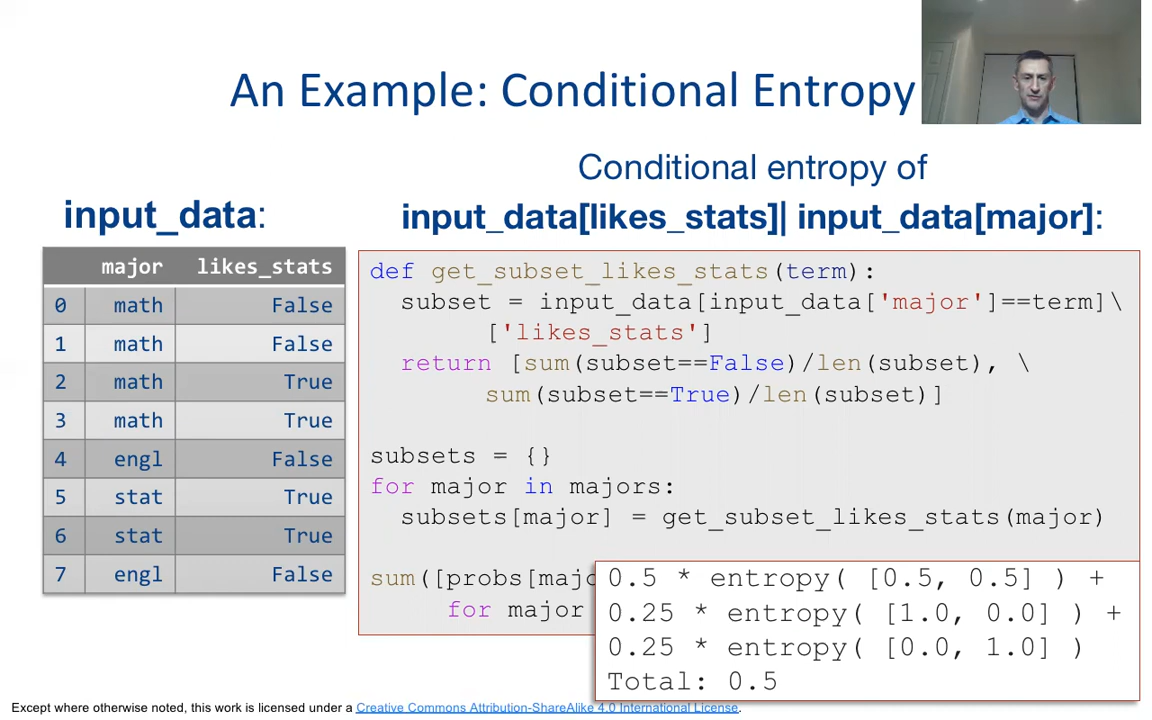 An Example: Conditional Entropy
Conditional entropy of
input_data[likes_stats]| input_data[major]:
input_data:
major likes_stats
0 math False
1 math False
2 math True
3 math True
4 engl False
5 stat True
6 stat True
7 engl False
def get_subset_likes_stats(term):
subset = input_data[input_data['major']==term]\
['likes_stats']
return [sum(subset==False)/len(subset), \
sum(subset==True)/len(subset)]
subsets = {}
for major in majors:
subsets[major] = get_subset_likes_stats(major)
sum([probs[majo
for major
0.5 * entropy( [0.5, 0.5] ) +
0.25 * entropy( [1.0, 0.0] ) +
0.25 * entropy( [0.0, 1.0] )
Total: 0.5
Except where otherwise noted, this work is licensed under a Creative Commons Attribution-ShareAlike 4.0 International License.